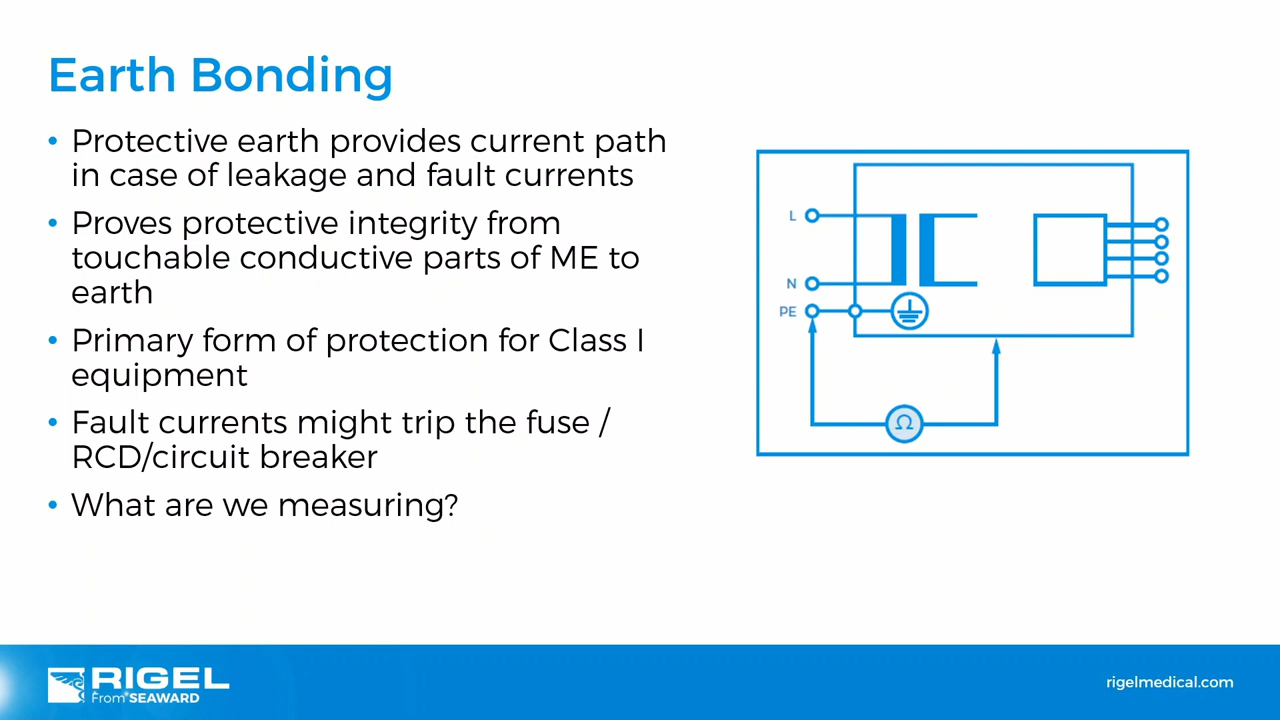 Earth Bonding
• Protective earth provides current path
in case of leakage and fault currents
• Proves protective integrity from
touchable conductive parts of ME to
earth
• Primary form of protection for Class I
equipment
• Fault currents might trip the fuse /
RCD/circuit breaker
• What are we measuring?
L
N
PE
Ω
RIGEL
From SEAWARD
rigelmedical.com